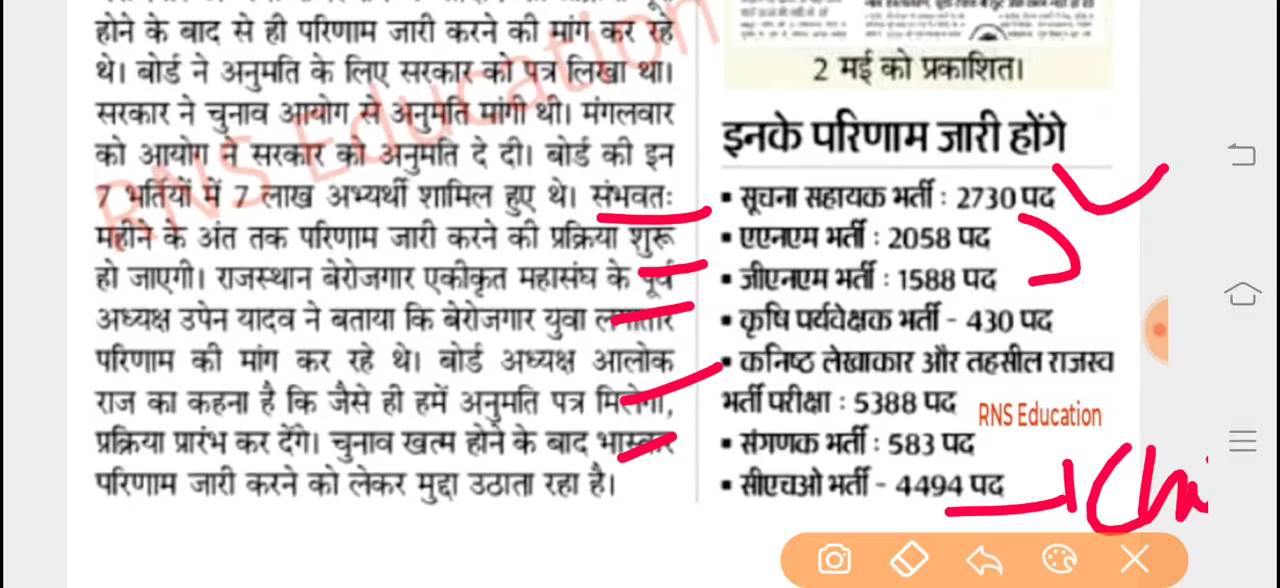 होने के बाद से ही परिणाम जारी करने की मांग कर रहे
थे। बोर्ड ने अनुमति के लिए सरकार को पत्र लिखा था।
सरकार ने चुनाव आयोग से अनुमति मांगी थी। मंगलवार
को आयोग ने सरकार को अनुमति दे दी। बोर्ड की इन
7 भर्तियों में 7 लाख अभ्यर्थी शामिल हुए थे। संभवतः
महीने के अंत तक परिणाम जारी करने की प्रक्रिया शुरू
हो जाएगी। राजस्थान बेरोजगार एकीकृत महासंघ के पूर्व
अध्यक्ष उपेन यादव ने बताया कि बेरोजगार युवा लगातार
परिणाम की मांग कर रहे थे। बोर्ड अध्यक्ष आलोक
राज का कहना है कि जैसे ही हमें अनुमति पत्र मिलेगा,
प्रक्रिया प्रारंभ कर देंगे। चुनाव खत्म होने के बाद भास्कर
परिणाम जारी करने को लेकर मुद्दा उठाता रहा है।
RNS Education
2 मई को प्रकाशित।
इनके परिणाम जारी होंगे
▪ सूचना सहायक भर्ती : 2730 पद
▪ एएनएम भर्ती : 2058 पद
▪ जीएनएम भर्ती : 1588 पद
▪ कृषि पर्यवेक्षक भर्ती - 430 पद
▪ कनिष्ठ लेखाकार और तहसील राजस्व
भर्ती परीक्षा : 5388 पद
RNS Education
▪ संगणक भर्ती : 583 पद
▪ सीएचओ भर्ती - 4494 पद